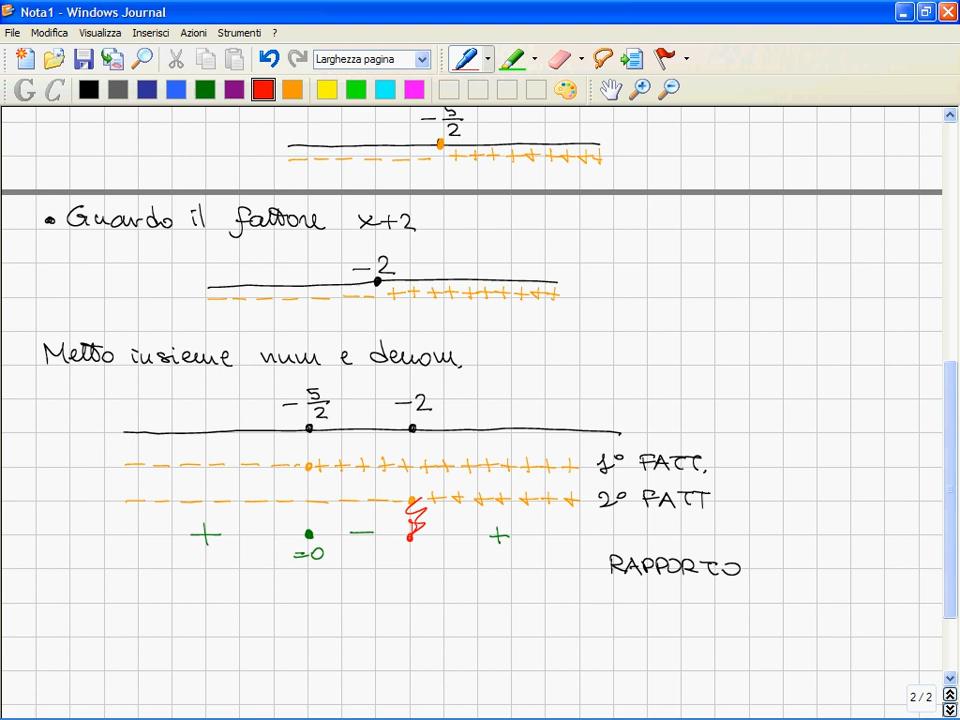 Nota1 - Windows Journal
File Modifica Visualizza Inserisci Azioni Strumenti ?
Larghezza pagina
- 5/2
- - - - - - - + + + + + + + +
• Guardo il fattore x+2
-2
- - - - - - - - + + + + + + + + +
Metto insieme num e denom.
- 5/2 -2
- - - - - - - + + + + + + + + + + + + + 1° FATT.
- - - - - - - - - - + + + + + + + 2° FATT
+ - +
=0
RAPPORTO
2 / 2